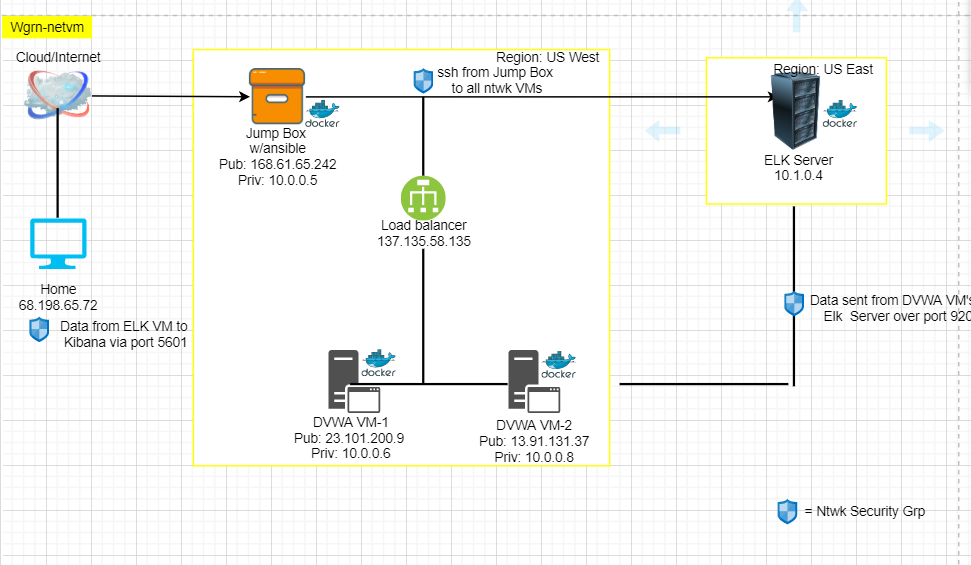 Wgrn-netvm
Cloud/Internet
Region: US West
ssh from Jump Box
to all ntwk VMs
Region: US East
docker
Jump Box
w/ansible
Pub: 168.61.65.242
Priv: 10.0.0.5
docker
ELK Server
10.1.0.4
Load balancer
137.135.58.135
Home
68.198.65.72
Data from ELK VM to
Kibana via port 5601
Data sent from DVWA VM's
Elk Server over port 920
docker
DVWA VM-1
Pub: 23.101.200.9
Priv: 10.0.0.6
docker
DVWA VM-2
Pub: 13.91.131.37
Priv: 10.0.0.8
= Ntwk Security Grp